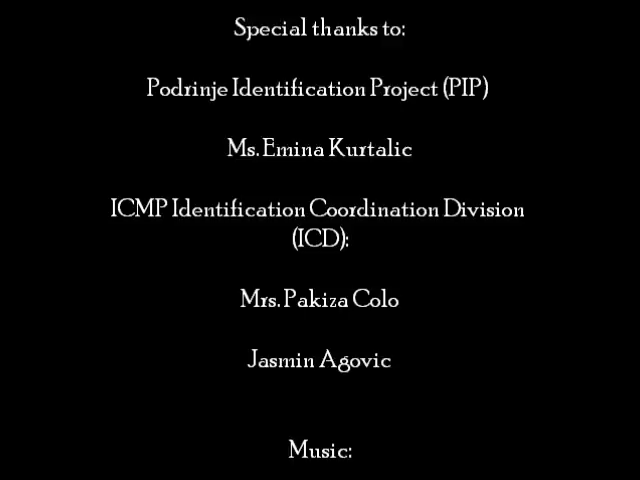 Special thanks to:
Podrinje Identification Project (PIP)
Ms. Emina Kurtalic
ICMP Identification Coordination Division
(ICD):
Mrs. Pakiza Colo
Jasmin Agovic
Music: